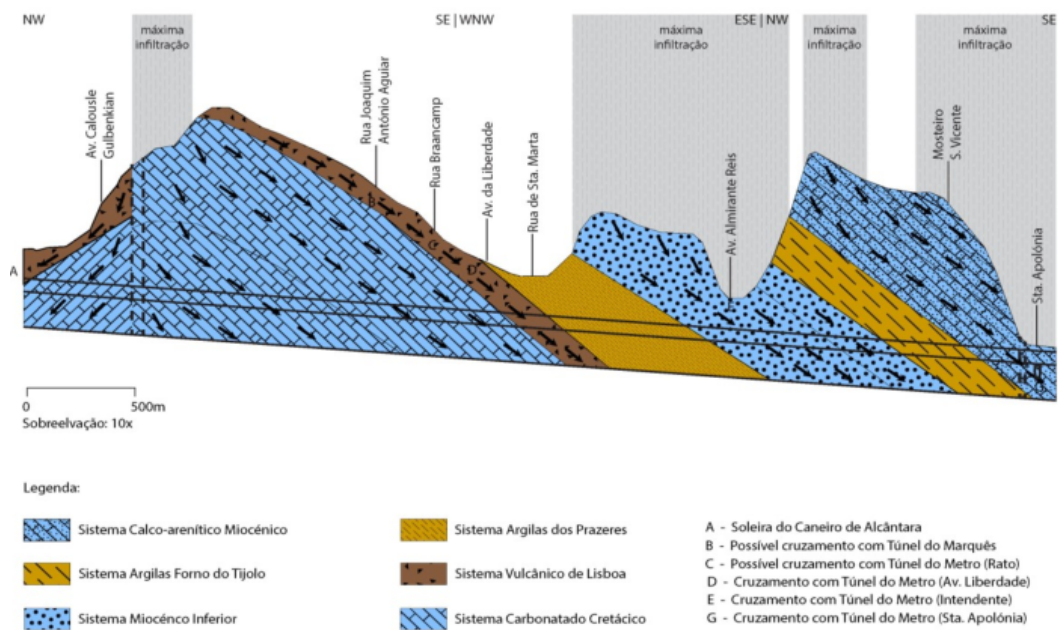 NW
SE | WNW
ESE | NW
SE
máxima
infiltração
máxima
infiltração
máxima
infiltração
máxima
infiltração
Av. Calousle
Gulbenkian
Rua Joaquim
António Aguiar
Rua Braancamp
Av. da Liberdade
Rua de Sta. Marta
Av. Almirante Reis
Mosteiro
S. Vicente
Sta. Apolónia
A
B
C
D
0 500m
Sobreelvação: 10x
Legenda:
Sistema Calco-arenítico Miocénico
Sistema Argilas Forno do Tijolo
Sistema Miocénco Inferior
Sistema Argilas dos Prazeres
Sistema Vulcânico de Lisboa
Sistema Carbonatado Cretácico
A - Soleira do Caneiro de Alcântara
B - Possível cruzamento com Túnel do Marquês
C - Possível cruzamento com Túnel do Metro (Rato)
D - Cruzamento com Túnel do Metro (Av. Liberdade)
E - Cruzamento com Túnel do Metro (Intendente)
G - Cruzamento com Túnel do Metro (Sta. Apolónia)